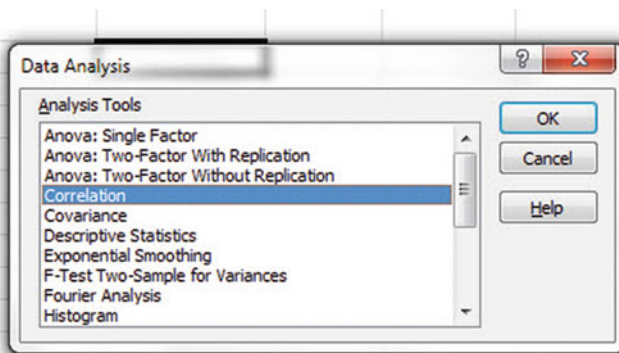 Data Analysis
?
Analysis Tools
Anova: Single Factor
Anova: Two-Factor With Replication
Anova: Two-Factor Without Replication
Correlation
Covariance
Descriptive Statistics
Exponential Smoothing
F-Test Two-Sample for Variances
Fourier Analysis
Histogram
OK
Cancel
Help